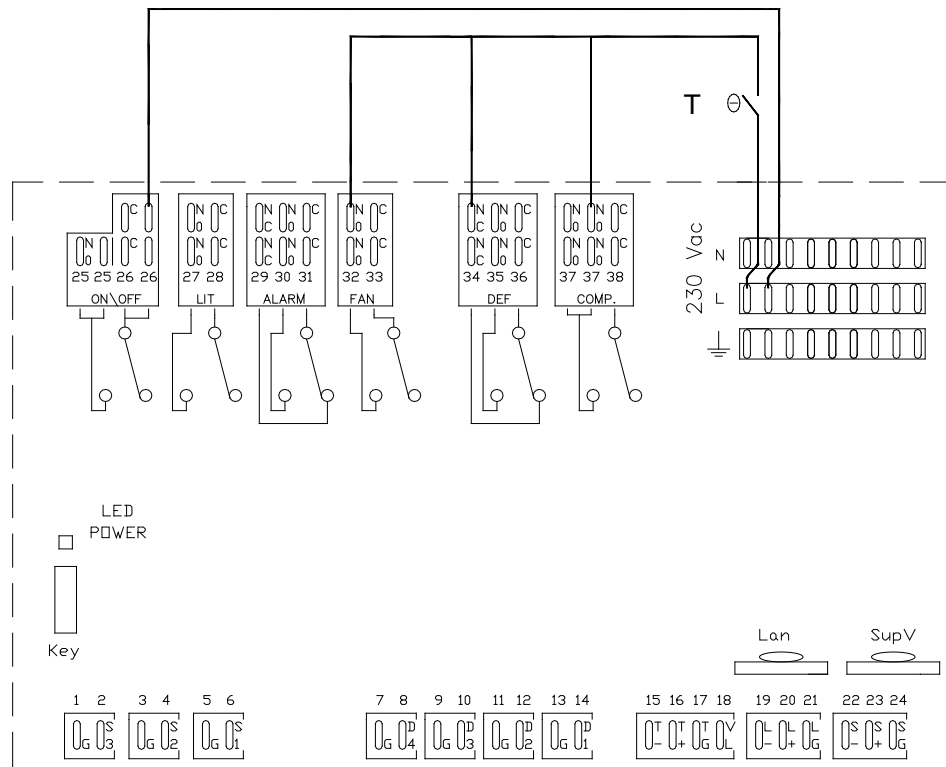 T
230 Vac
N
L
C
N O C
N C N O C
N O
N C N O C
N O N O C
N O C
N O C
N C N O C
N O
N C N O C
N O N O C
25 25 26 26
27 28
29 30 31
32 33
34 35 36
37 37 38
ON\OFF
LIT
ALARM
FAN
DEF
COMP.
LED
POWER
Key
Lan
SupV
1 2
3 4
5 6
7 8
9 10
11 12
13 14
15 16 17 18
19 20 21
22 23 24
G S3
G S2
G S1
G D4
G D3
G D2
G D1
T- T+ TG VL
L- L+ LG
S- S+ SG